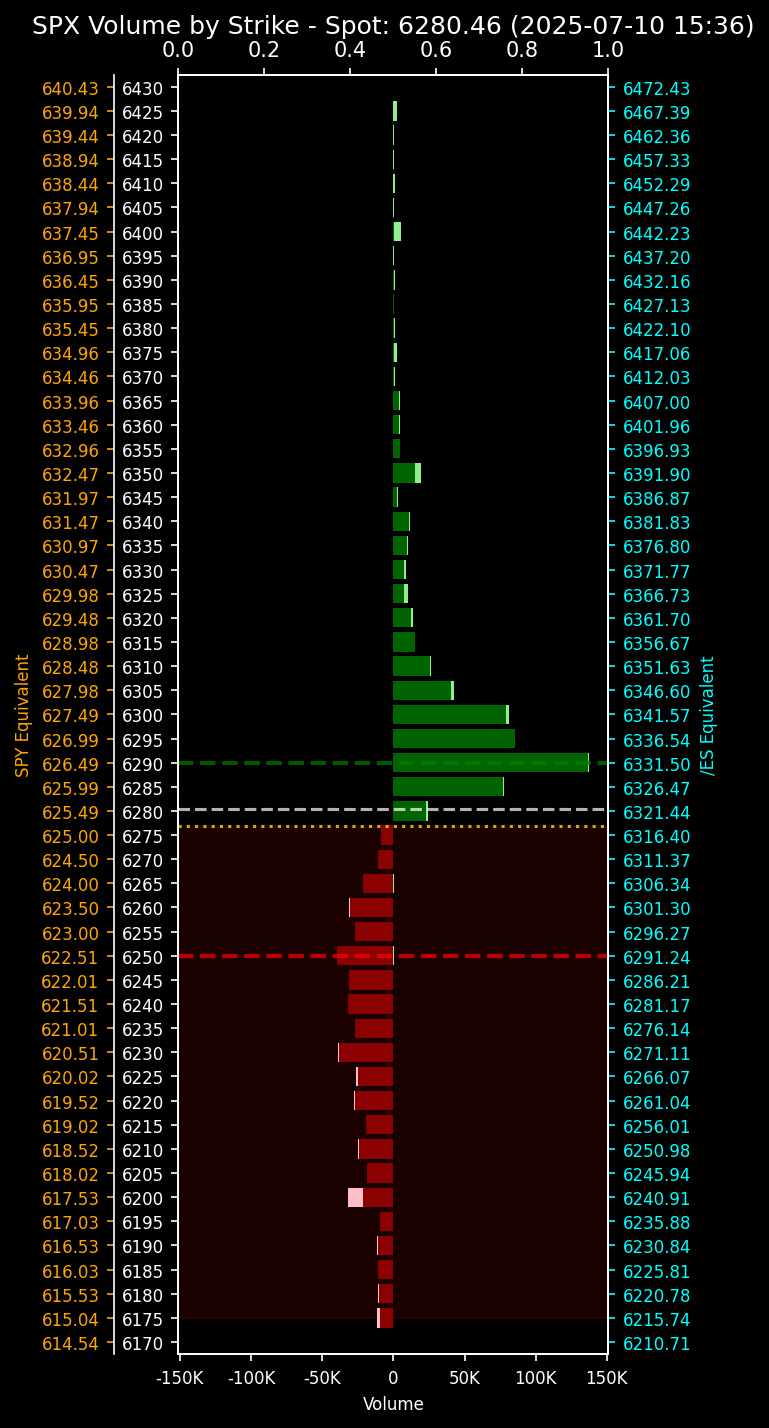 SPX Volume by Strike - Spot: 6280.46 (2025-07-10 15:36)
0.0 0.2 0.4 0.6 0.8 1.0
640.43 6430 6472.43
639.94 6425 6467.39
639.44 6420 6462.36
638.94 6415 6457.33
638.44 6410 6452.29
637.94 6405 6447.26
637.45 6400 6442.23
636.95 6395 6437.20
636.45 6390 6432.16
635.95 6385 6427.13
635.45 6380 6422.10
634.96 6375 6417.06
634.46 6370 6412.03
633.96 6365 6407.00
633.46 6360 6401.96
632.96 6355 6396.93
632.47 6350 6391.90
631.97 6345 6386.87
631.47 6340 6381.83
630.97 6335 6376.80
630.47 6330 6371.77
629.98 6325 6366.73
629.48 6320 6361.70
628.98 6315 6356.67
628.48 6310 6351.63
627.98 6305 6346.60
627.49 6300 6341.57
626.99 6295 6336.54
626.49 6290 6331.50
625.99 6285 6326.47
625.49 6280 6321.44
625.00 6275 6316.40
624.50 6270 6311.37
624.00 6265 6306.34
623.50 6260 6301.30
623.00 6255 6296.27
622.51 6250 6291.24
622.01 6245 6286.21
621.51 6240 6281.17
621.01 6235 6276.14
620.51 6230 6271.11
620.02 6225 6266.07
619.52 6220 6261.04
619.02 6215 6256.01
618.52 6210 6250.98
618.02 6205 6245.94
617.53 6200 6240.91
617.03 6195 6235.88
616.53 6190 6230.84
616.03 6185 6225.81
615.53 6180 6220.78
615.04 6175 6215.74
614.54 6170 6210.71
SPY Equivalent
/ES Equivalent
-150K -100K -50K 0 50K 100K 150K
Volume